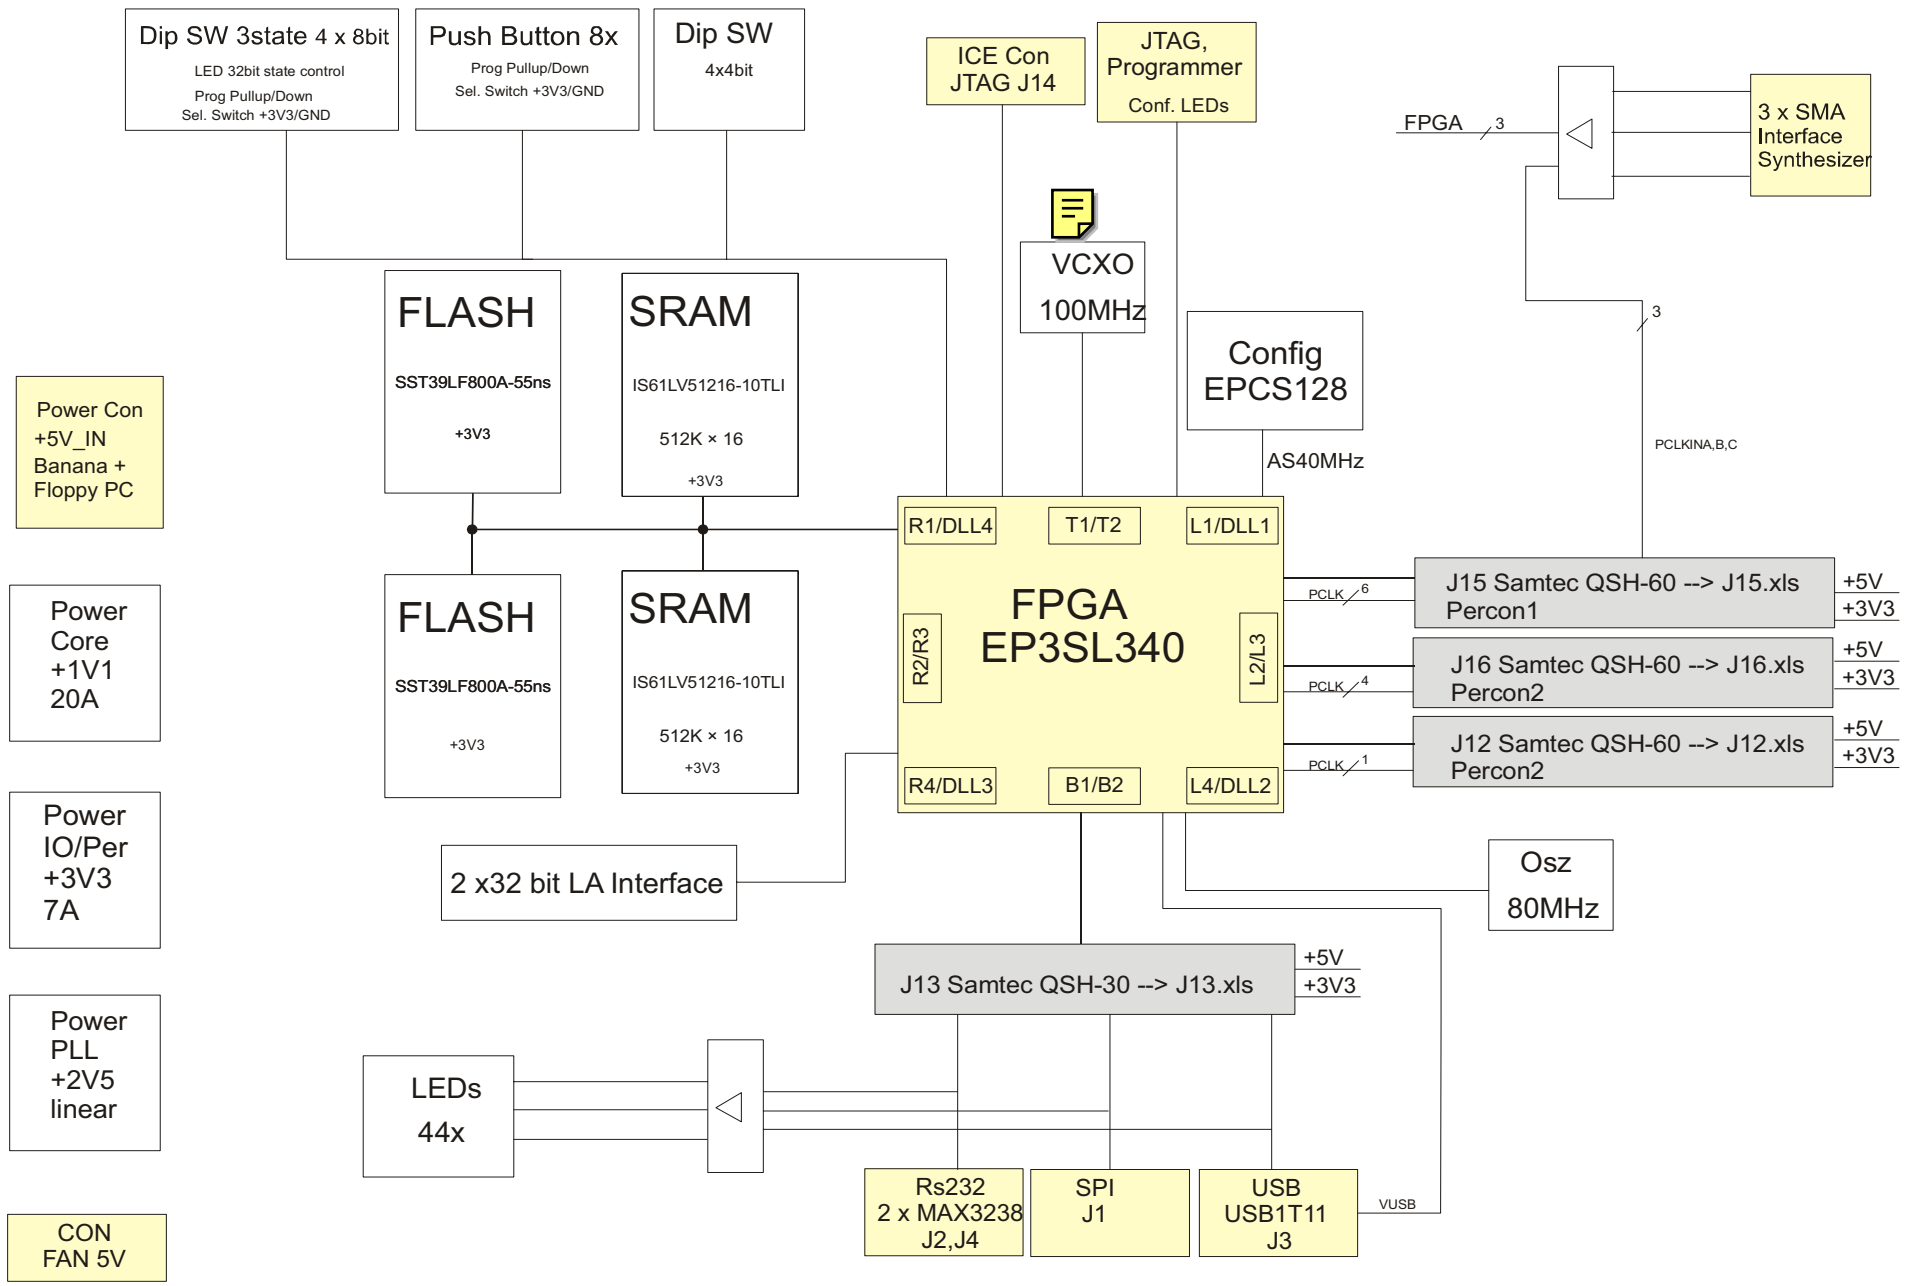 Dip SW 3state 4 x 8bit
LED 32bit state control
Prog Pullup/Down
Sel. Switch +3V3/GND
Push Button 8x
Prog Pullup/Down
Sel. Switch +3V3/GND
Dip SW
4x4bit
ICE Con
JTAG J14
JTAG,
Programmer
Conf. LEDs
FPGA
3
3 x SMA
Interface
Synthesizer
VCXO
100MHz
3
FLASH
SST39LF800A-55ns
+3V3
SRAM
IS61LV51216-10TLI
512K × 16
+3V3
Config
EPCS128
AS40MHz
PCLKINA,B,C
Power Con
+5V_IN
Banana +
Floppy PC
R1/DLL4
T1/T2
L1/DLL1
FPGA
EP3SL340
R2/R3
L2/L3
R4/DLL3
B1/B2
L4/DLL2
FLASH
SST39LF800A-55ns
+3V3
SRAM
IS61LV51216-10TLI
512K × 16
+3V3
PCLK
6
J15 Samtec QSH-60 --> J15.xls
Percon1
+5V
+3V3
PCLK
4
J16 Samtec QSH-60 --> J16.xls
Percon2
+5V
+3V3
PCLK
1
J12 Samtec QSH-60 --> J12.xls
Percon2
+5V
+3V3
Power
Core
+1V1
20A
Power
IO/Per
+3V3
7A
2 x32 bit LA Interface
Osz
80MHz
J13 Samtec QSH-30 --> J13.xls
+5V
+3V3
Power
PLL
+2V5
linear
LEDs
44x
Rs232
2 x MAX3238
J2,J4
SPI
J1
USB
USB1T11
J3
VUSB
CON
FAN 5V